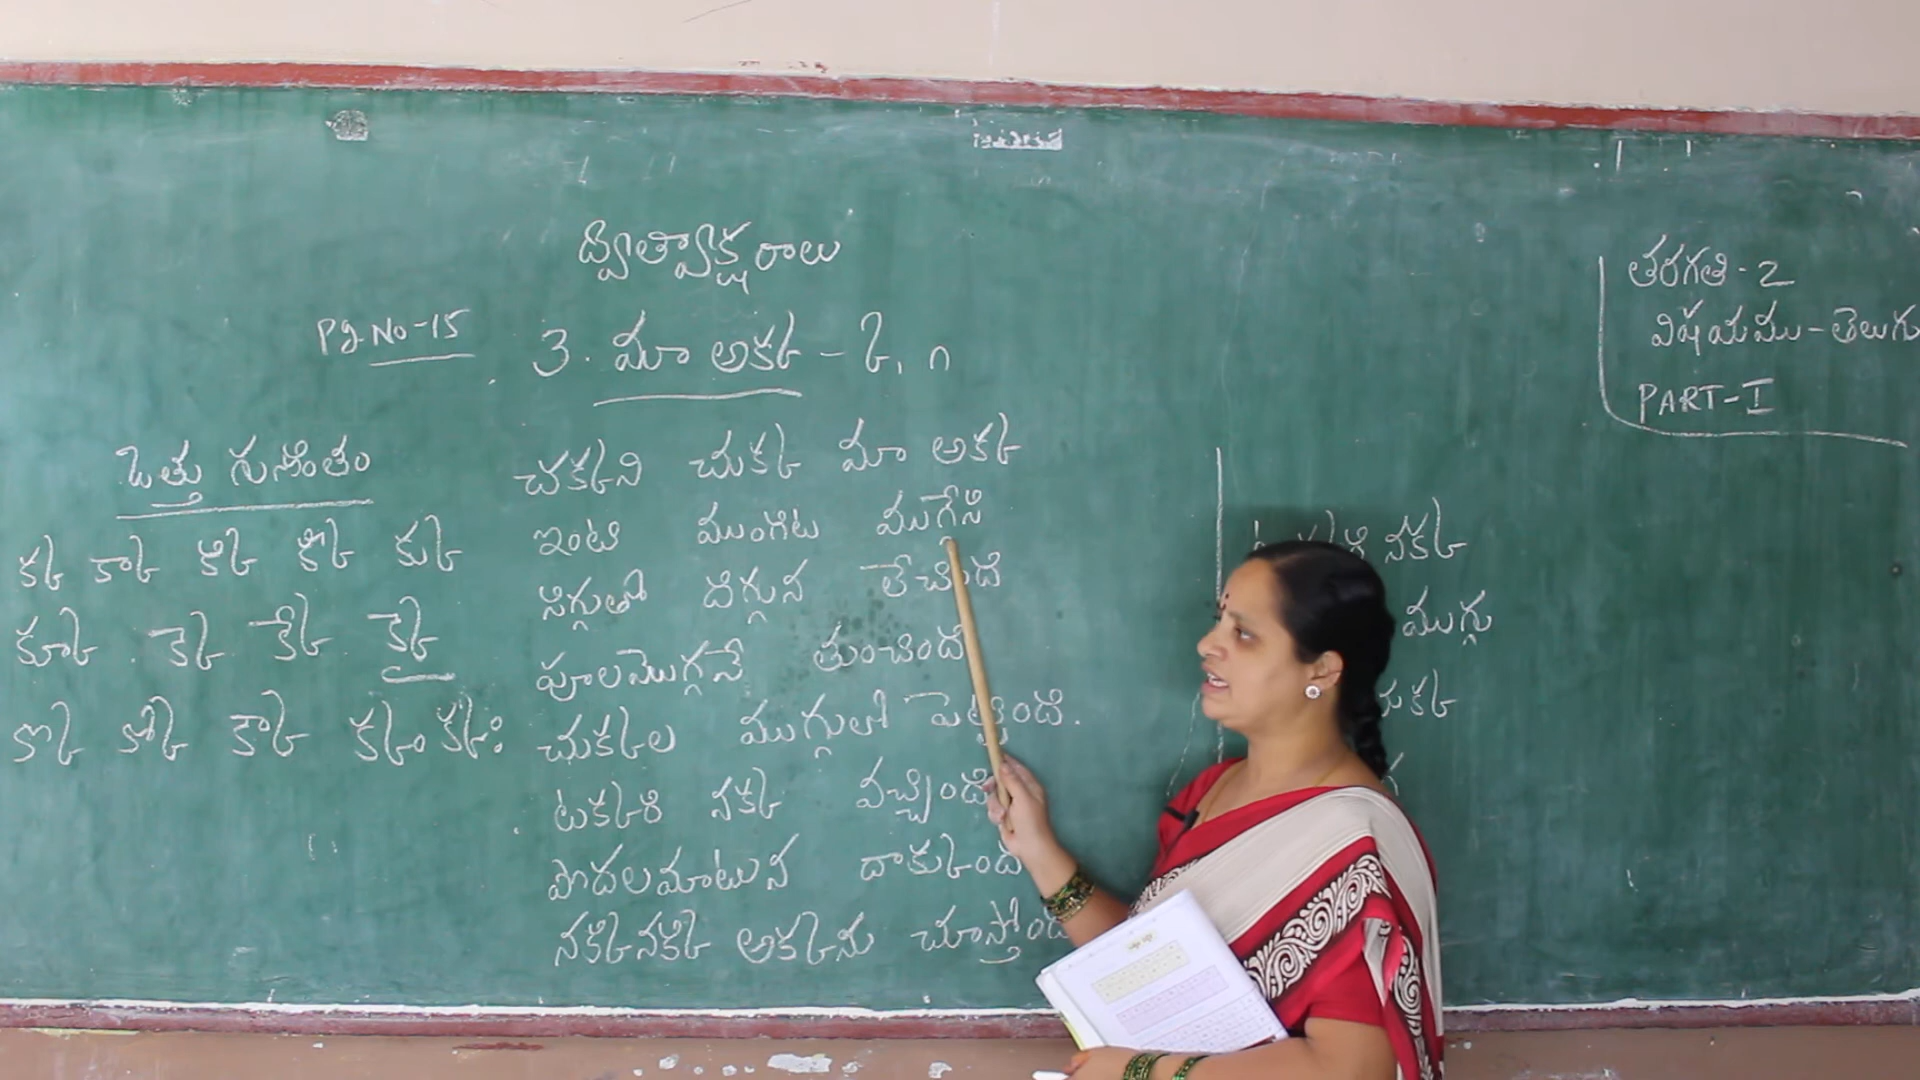 ద్విత్వాక్షరాలు
Pg. No-15
3. మా అక్క - క్క, గ
తరగతి - 2
విషయము - తెలుగు
PART-I
ఒత్తు గుణింతం
క్క క్కా క్కి క్కీ క్కు
క్కూ క్కె క్కే క్కై
క్కొ క్కో క్కౌ క్కం క్కః
చక్కని చుక్క మా అక్క
ఇంటి ముంగిట ముగ్గేసి
సిగ్గుతో దిగ్గున లేచింది
పూలమొగ్గనే తుంచింది
చుక్కల ముగ్గులో పెట్టింది.
టక్కరి నక్క వచ్చింది
పొదలమాటున దాక్కుంది
నక్కినక్కి అక్కను చూస్తోంది
నక్క
ముగ్గు